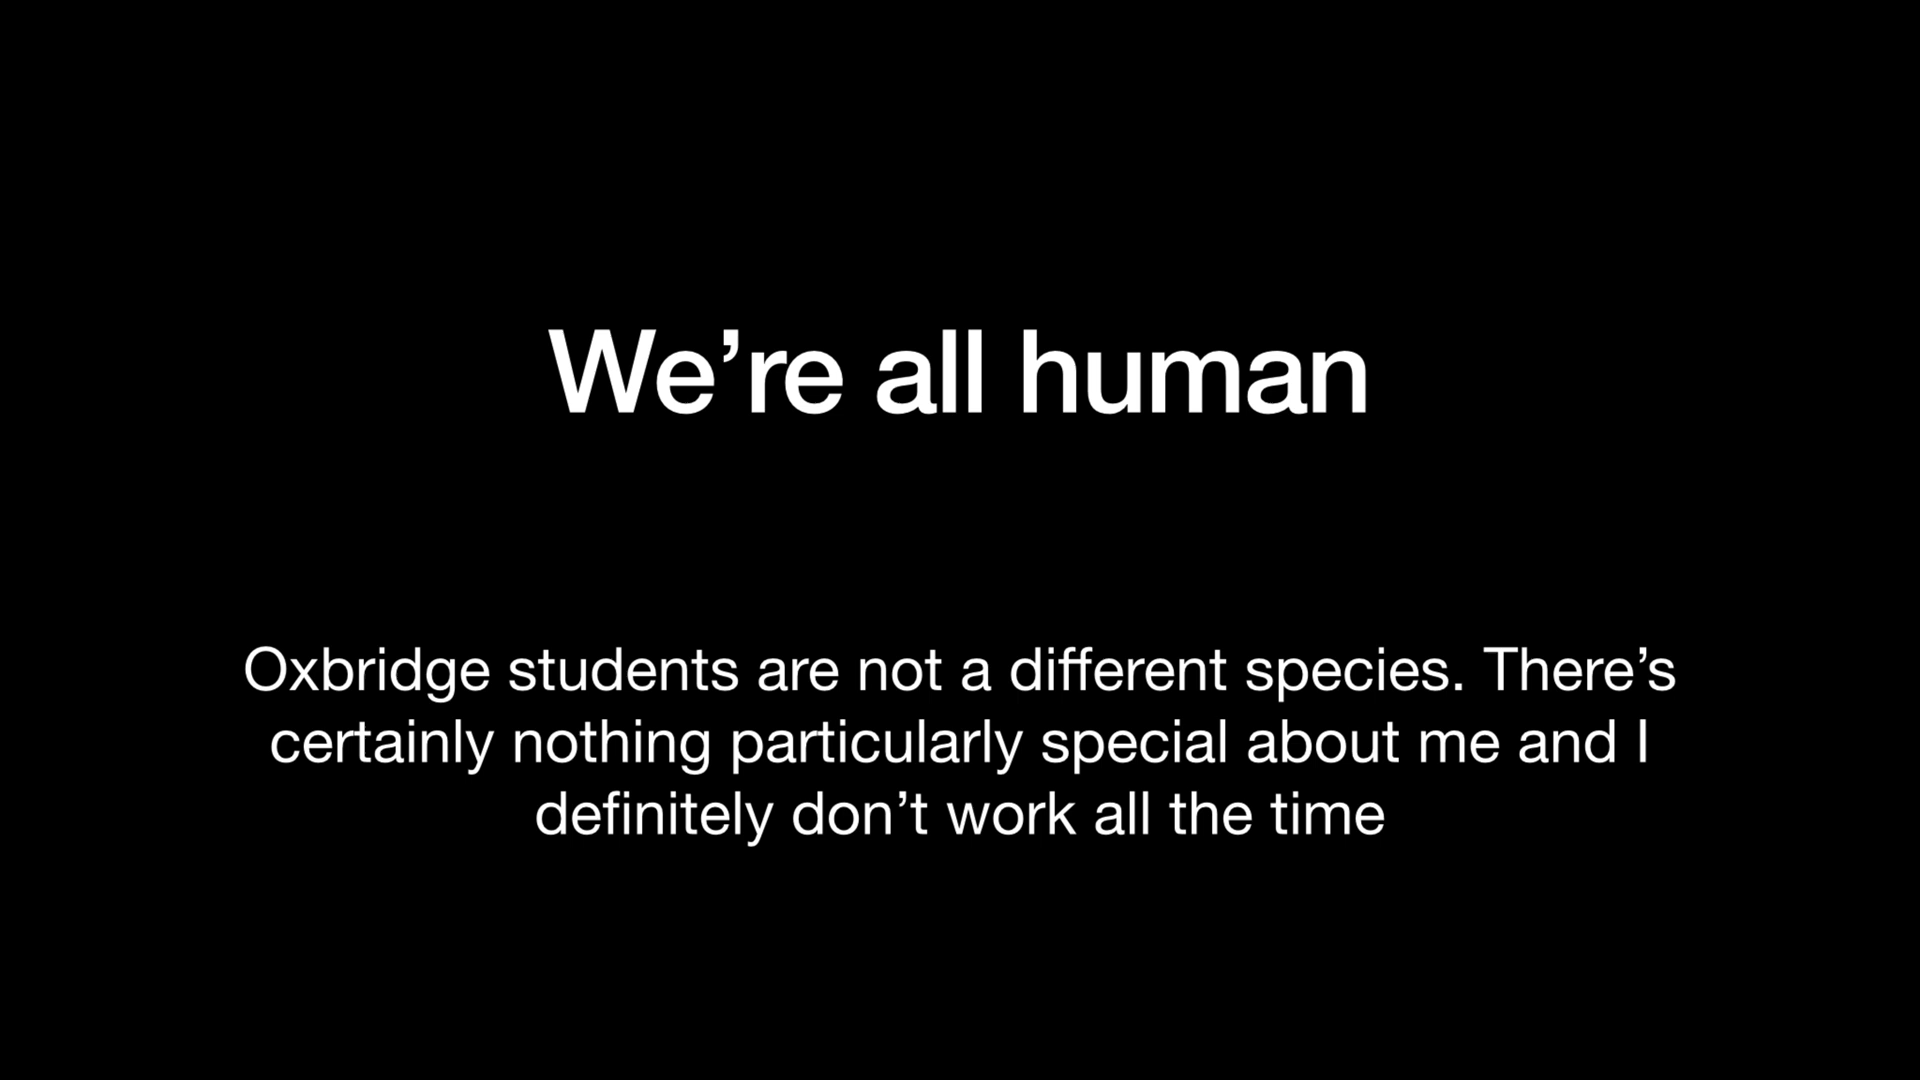 We’re all human
Oxbridge students are not a different species. There’s
certainly nothing particularly special about me and I
definitely don’t work all the time